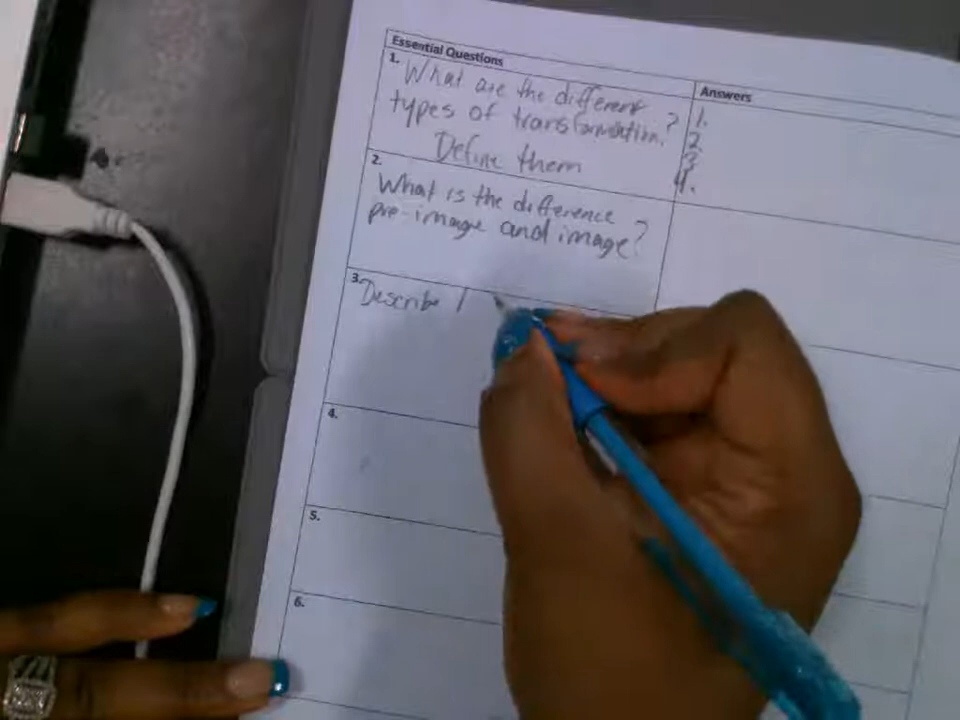 Essential Questions
Answers
1. What are the different
types of transformation. ?
Define them
1.
2.
3
4.
2. What is the difference
pre-image and image?
3. Describe
4.
5.
6.